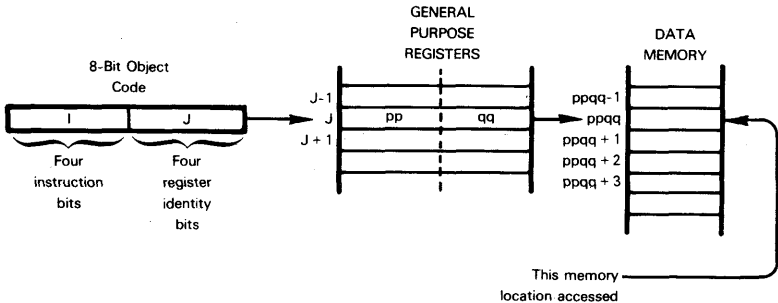 GENERAL
PURPOSE
REGISTERS
DATA
MEMORY
8-Bit Object
Code
I
J
Four
instruction
bits
Four
register
identity
bits
J-1
J
J + 1
pp
qq
ppqq-1
ppqq
ppqq + 1
ppqq + 2
ppqq + 3
This memory
location accessed